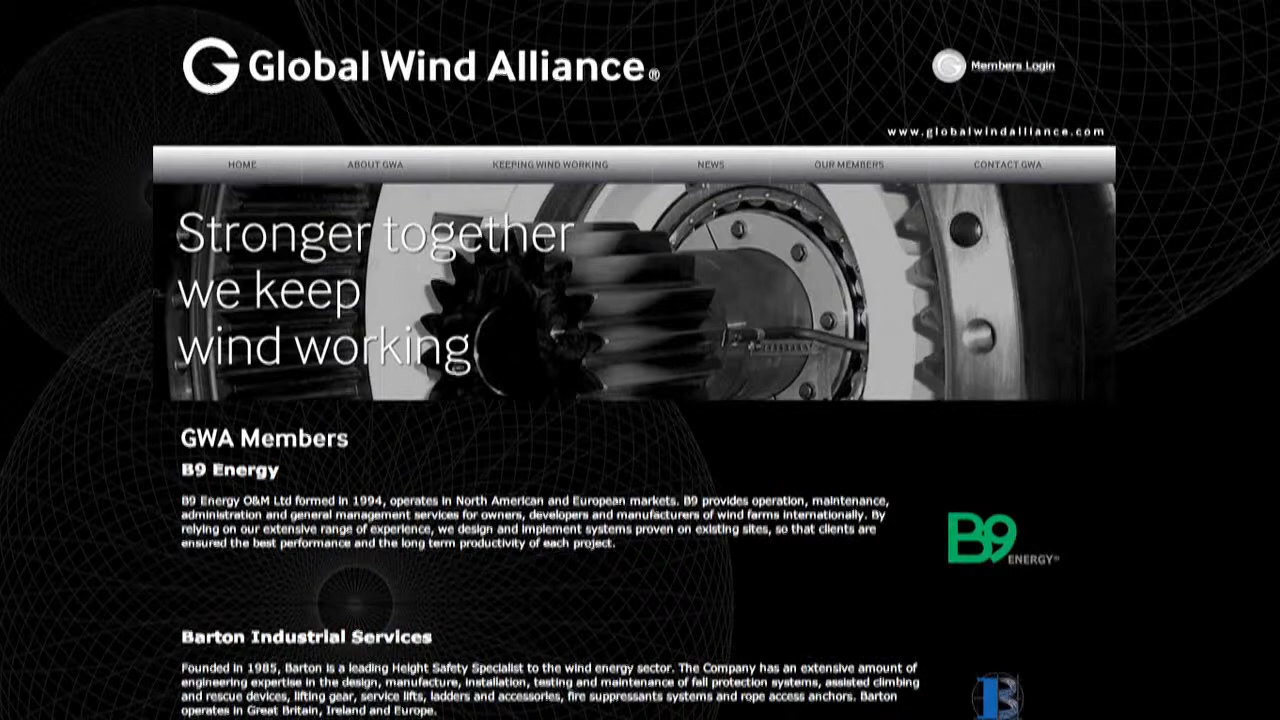 Global Wind Alliance®
Members Login
www.globalwindalliance.com
HOME ABOUT GWA KEEPING WIND WORKING NEWS OUR MEMBERS CONTACT GWA
Stronger together
we keep
wind working
GWA Members
B9 Energy
B9 Energy O&M Ltd formed in 1994, operates in North American and European markets. B9 provides operation, maintenance,
administration and general management services for owners, developers and manufacturers of wind farms internationally. By
relying on our extensive range of experience, we design and implement systems proven on existing sites, so that clients are
ensured the best performance and the long term productivity of each project.
B9
ENERGY®
Barton Industrial Services
Founded in 1985, Barton is a leading Height Safety Specialist to the wind energy sector. The Company has an extensive amount of
engineering expertise in the design, manufacture, installation, testing and maintenance of fall protection systems, assisted climbing
and rescue devices, lifting gear, service lifts, ladders and accessories, fire suppressants systems and rope access anchors. Barton
operates in Great Britain, Ireland and Europe.
B